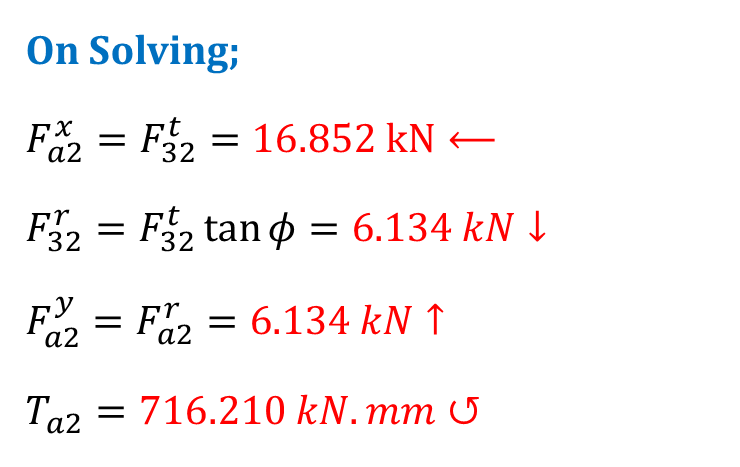 On Solving;
F_{a2}^{x} = F_{32}^{t} = 16.852 kN ⟵
F_{32}^{r} = F_{32}^{t} tan ϕ = 6.134 kN ↓
F_{a2}^{y} = F_{a2}^{r} = 6.134 kN ↑
T_{a2} = 716.210 kN. mm ↺